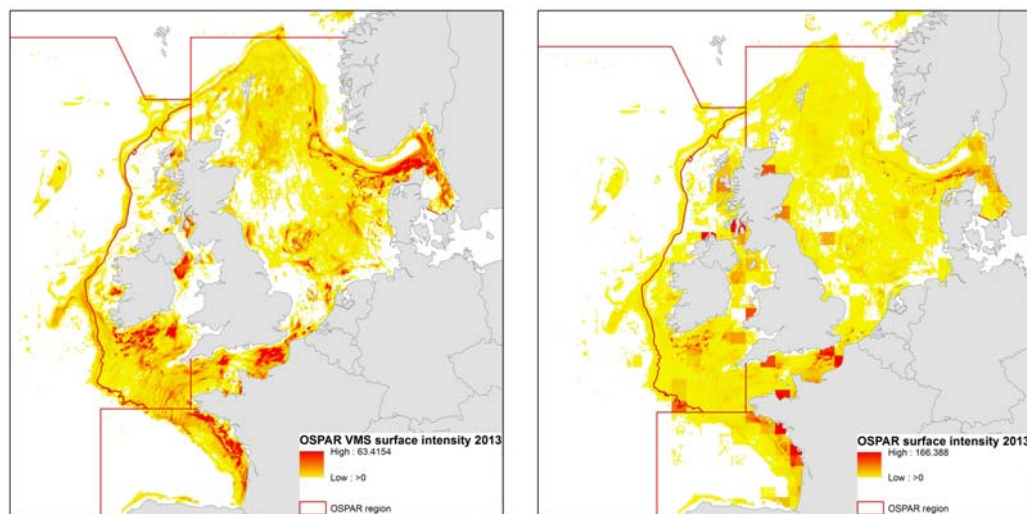 OSPAR VMS surface intensity 2013
High : 63.4154
Low : >0
OSPAR region
OSPAR surface intensity 2013
High : 166.388
Low : >0
OSPAR region